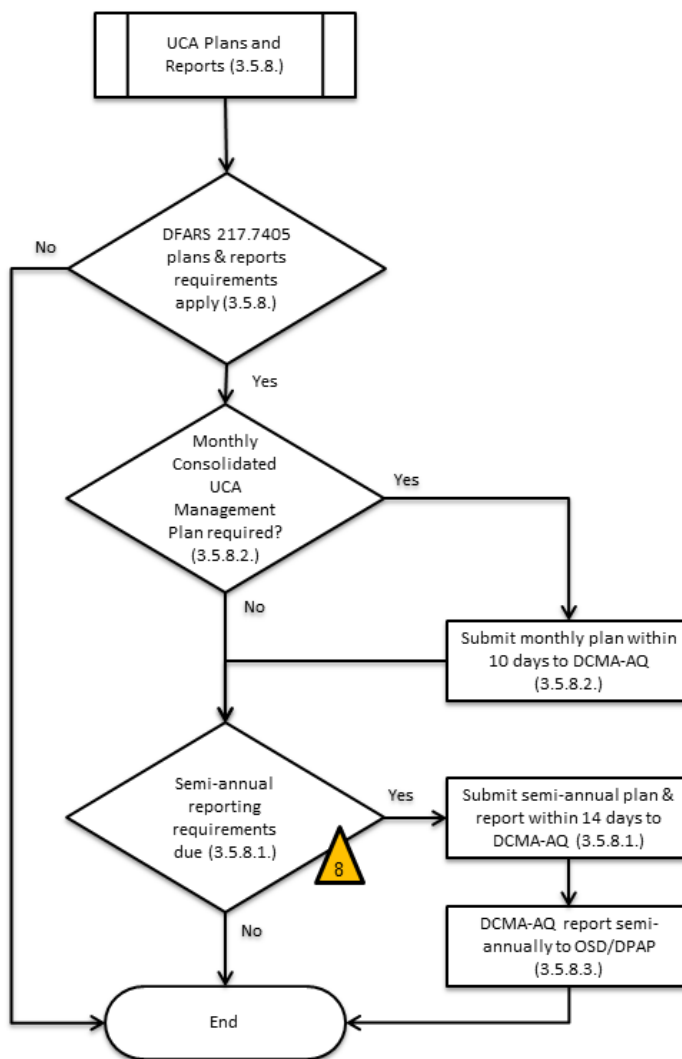 UCA Plans and
Reports (3.5.8.)
No
DFARS 217.7405
plans & reports
requirements
apply (3.5.8.)
Yes
Monthly
Consolidated
UCA
Management
Plan required?
(3.5.8.2.)
Yes
No
Submit monthly plan within
10 days to DCMA-AQ
(3.5.8.2.)
Semi-annual
reporting
requirements
due (3.5.8.1.)
Yes
8
Submit semi-annual plan &
report within 14 days to
DCMA-AQ (3.5.8.1.)
No
DCMA-AQ report semi-
annually to OSD/DPAP
(3.5.8.3.)
End